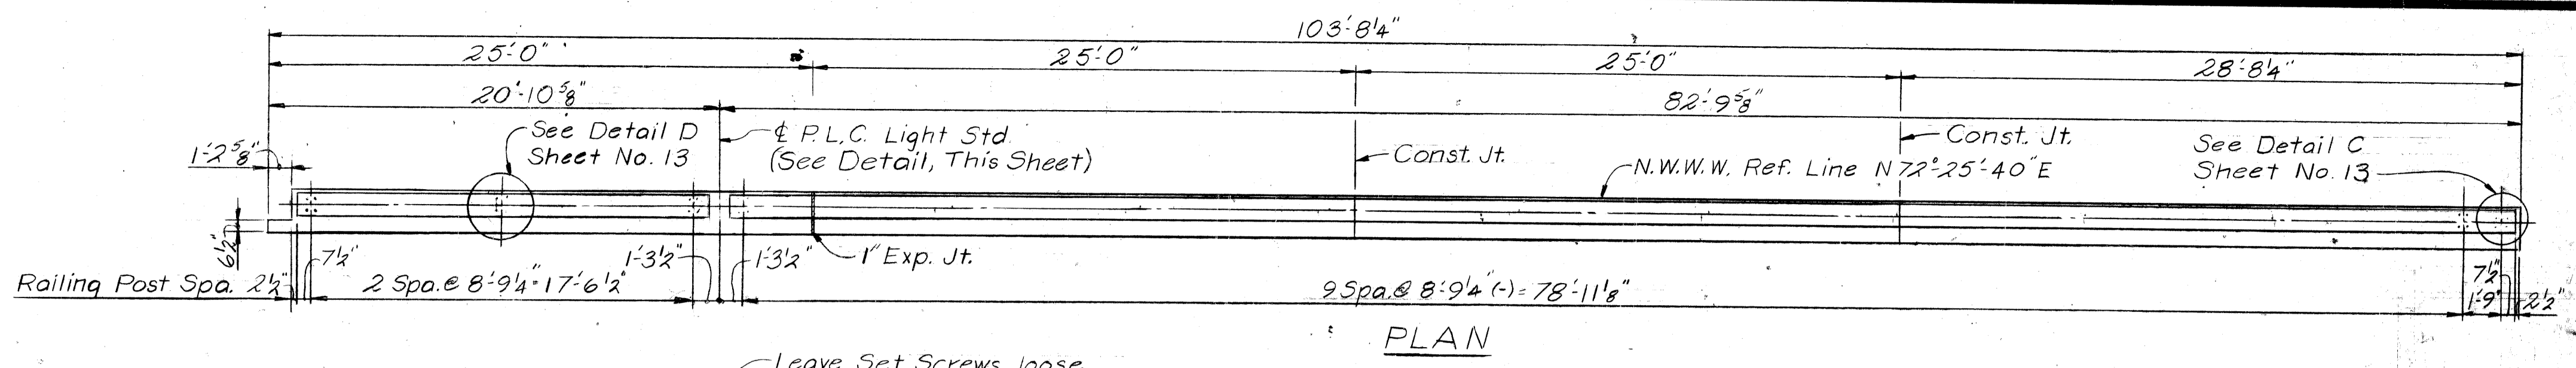 103'-8¼"
25'-0"
25'-0"
25'-0"
28'-8¼"
20'-10⅝"
82'-9⅝"
1'-2⅝"
See Detail D
Sheet No. 13
℄ P.L.C. Light Std.
(See Detail, This Sheet)
Const. Jt.
Const. Jt.
N.W.W.W. Ref. Line N 72°-25'-40" E
See Detail C
Sheet No. 13
6½"
7½"
1'-3½"
1'-3½"
1" Exp. Jt.
Railing Post Spa. 2½"
2 Spa. @ 8'-9¼" = 17'-6½"
9 Spa. @ 8'-9¼" (-) = 78'-11⅛"
7½"
1'-9"
2½"
PLAN
Leave Set Screws loose